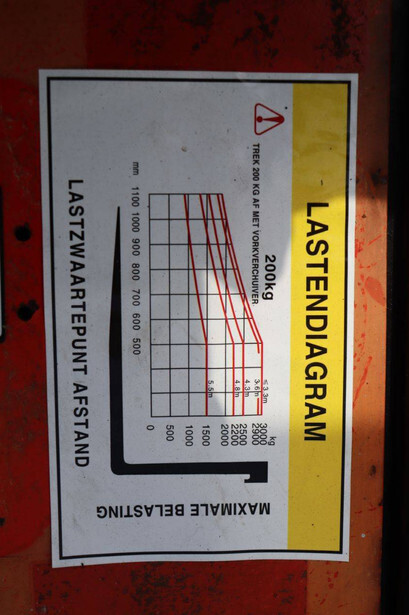 LASTENDIAGRAM
TREK 200 KG AF MET VORKVERCHUIVER
200kg
mm 1100 1000 900 800 700 600 500
≤ 3.3m
3.6m
4.3m
4.8m
5.5m
kg
3000
2900
2500
2200
2000
1500
1000
500
0
MAXIMALE BELASTING
LASTZWAARTEPUNT AFSTAND